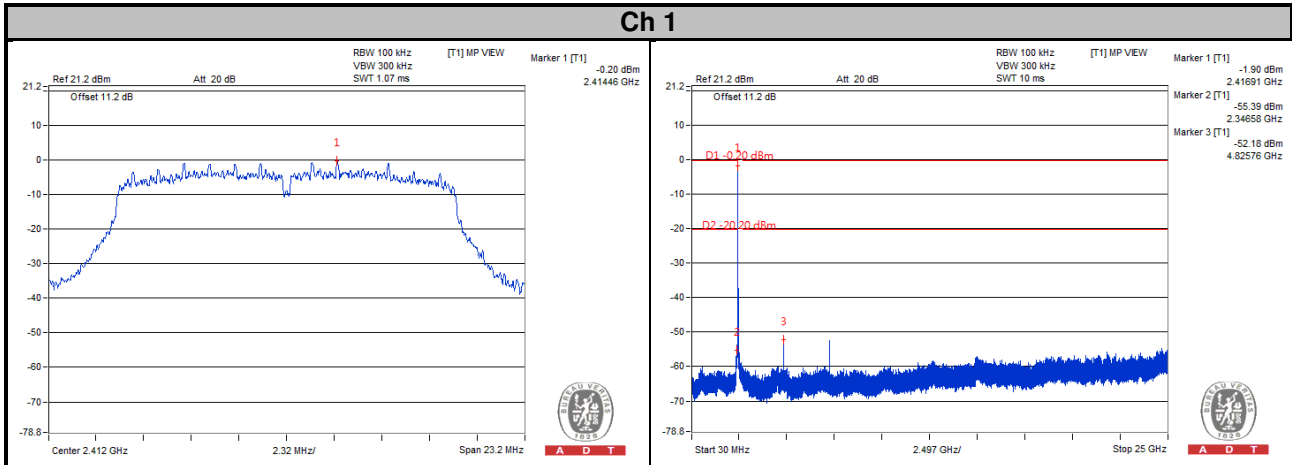 Ch 1
RBW 100 kHz [T1] MP VIEW Marker 1 [T1]
VBW 300 kHz -0.20 dBm
Ref 21.2 dBm Att 20 dB SWT 1.07 ms 2.41446 GHz
21.2
Offset 11.2 dB
10
1
0
-10
-20
-30
-40
-50
-60
-70
-78.8
Center 2.412 GHz 2.32 MHz/ Span 23.2 MHz
BUREAU VERITAS
1828
A D T
RBW 100 kHz [T1] MP VIEW Marker 1 [T1]
VBW 300 kHz -1.90 dBm
Ref 21.2 dBm Att 20 dB SWT 10 ms 2.41691 GHz
21.2
Offset 11.2 dB
Marker 2 [T1]
-55.39 dBm
2.34658 GHz
Marker 3 [T1]
-52.18 dBm
4.82576 GHz
10
1
D1 -0.20 dBm
0
-10
D2 -20.20 dBm
-20
-30
-40
2 3
-50
-60
-70
-78.8
Start 30 MHz 2.497 GHz/ Stop 25 GHz
BUREAU VERITAS
1828
A D T